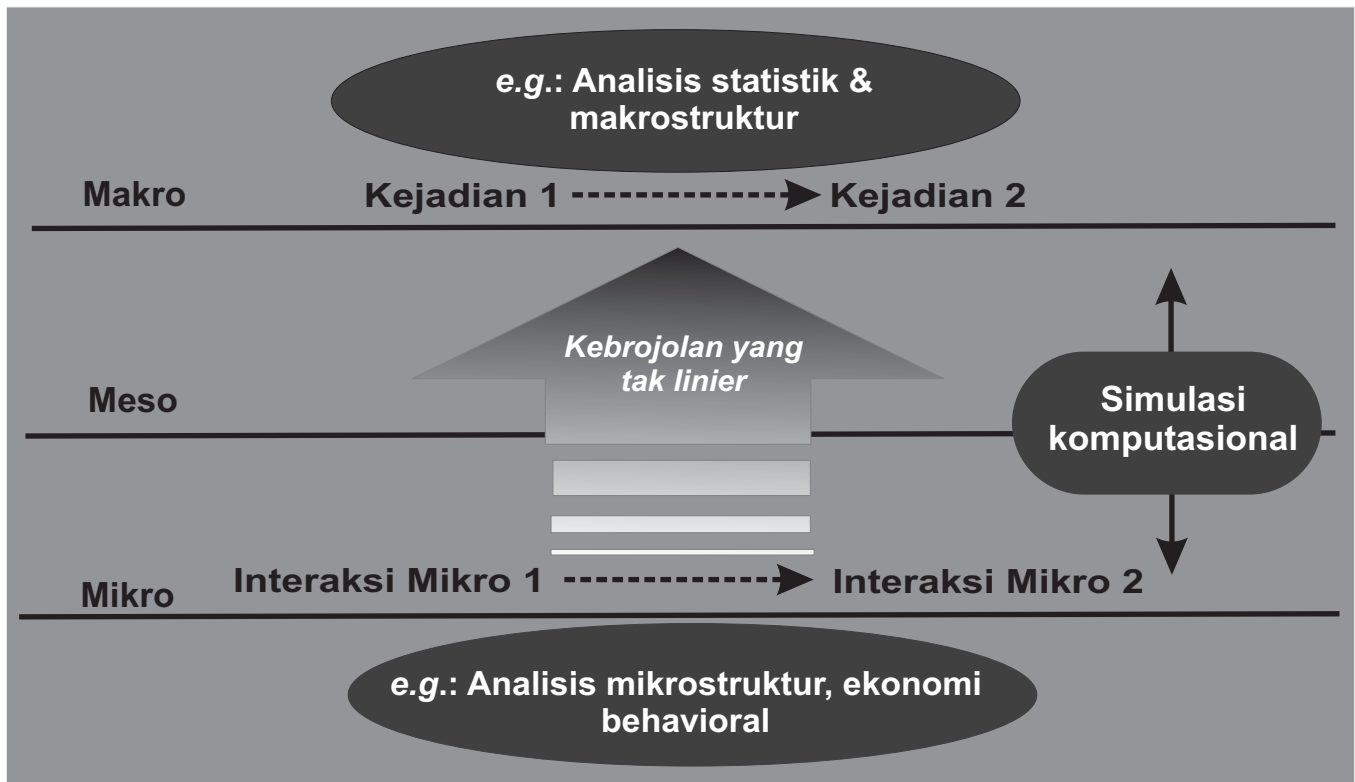 e.g.: Analisis statistik &
makrostruktur
Makro
Kejadian 1
Kejadian 2
Kebrojolan yang
tak linier
Meso
Simulasi
komputasional
Mikro
Interaksi Mikro 1
Interaksi Mikro 2
e.g.: Analisis mikrostruktur, ekonomi
behavioral